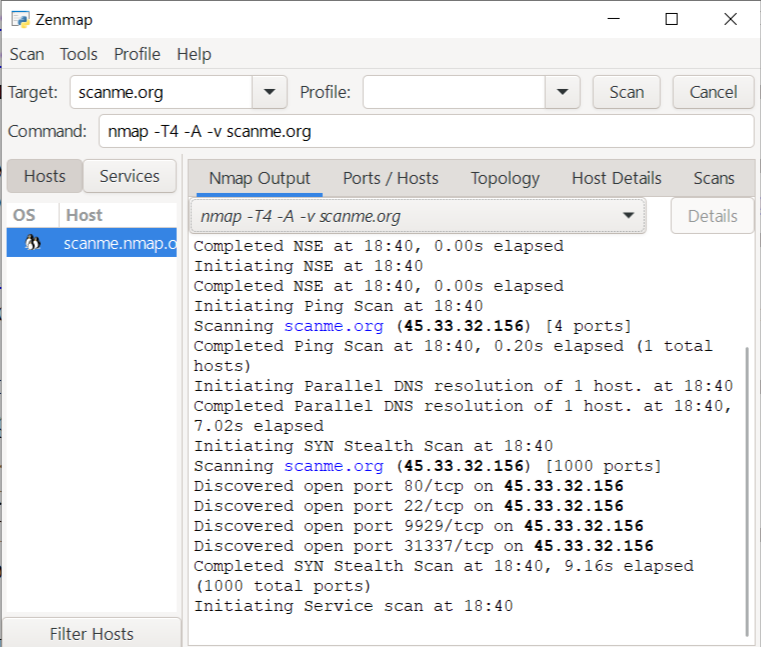 Zenmap
Scan Tools Profile Help
Target: scanme.org Profile: Scan Cancel
Command: nmap -T4 -A -v scanme.org
Hosts Services
OS Host
scanme.nmap.o
Filter Hosts
Nmap Output Ports / Hosts Topology Host Details Scans
nmap -T4 -A -v scanme.org Details
Completed NSE at 18:40, 0.00s elapsed
Initiating NSE at 18:40
Completed NSE at 18:40, 0.00s elapsed
Initiating Ping Scan at 18:40
Scanning scanme.org (45.33.32.156) [4 ports]
Completed Ping Scan at 18:40, 0.20s elapsed (1 total
hosts)
Initiating Parallel DNS resolution of 1 host. at 18:40
Completed Parallel DNS resolution of 1 host. at 18:40,
7.02s elapsed
Initiating SYN Stealth Scan at 18:40
Scanning scanme.org (45.33.32.156) [1000 ports]
Discovered open port 80/tcp on 45.33.32.156
Discovered open port 22/tcp on 45.33.32.156
Discovered open port 9929/tcp on 45.33.32.156
Discovered open port 31337/tcp on 45.33.32.156
Completed SYN Stealth Scan at 18:40, 9.16s elapsed
(1000 total ports)
Initiating Service scan at 18:40